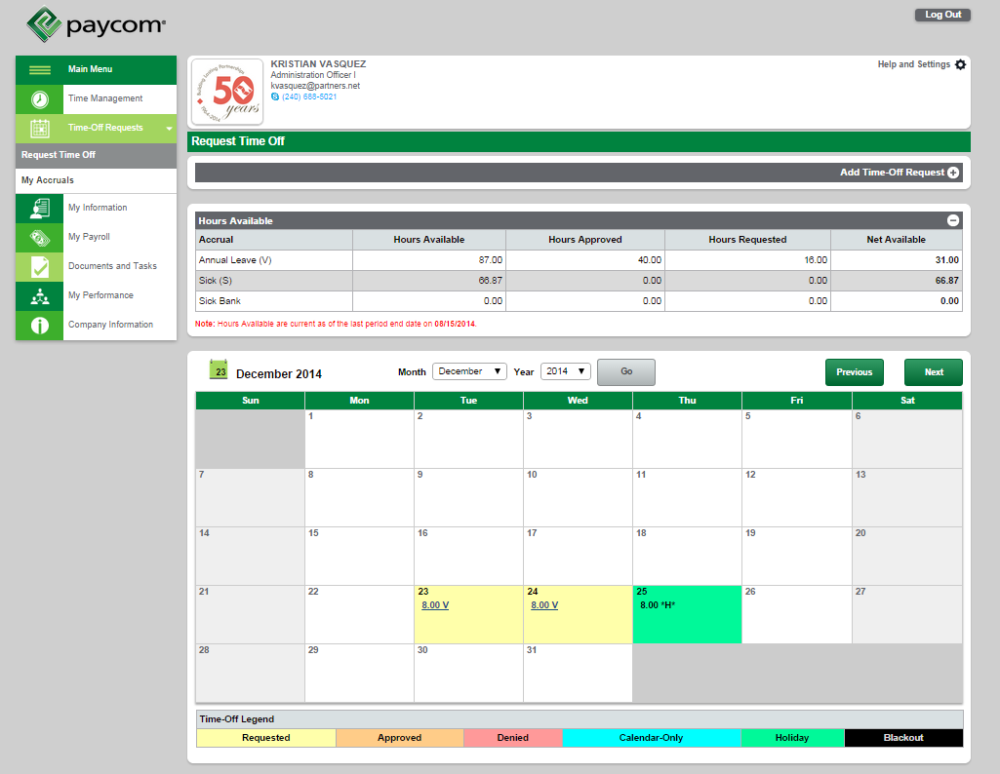 paycom
Log Out
Main Menu
Time Management
Time-Off Requests
Request Time Off
My Accruals
My Information
My Payroll
Documents and Tasks
My Performance
Company Information
Building Lasting Partnerships
50
years
1964-2014
KRISTIAN VASQUEZ
Administration Officer I
kvasquez@partners.net
Help and Settings
Request Time Off
Add Time-Off Request
Hours Available
Accrual Hours Available Hours Approved Hours Requested Net Available
Annual Leave (V) 87.00 40.00 16.00 31.00
Sick (S) 66.87 0.00 0.00 66.87
Sick Bank 0.00 0.00 0.00 0.00
Note: Hours Available are current as of the last period end date on 08/15/2014.
23 December 2014 Month December Year 2014 Go Previous Next
Sun Mon Tue Wed Thu Fri Sat
1 2 3 4 5 6
7 8 9 10 11 12 13
14 15 16 17 18 19 20
21 22 23 24 25 26 27
8.00 V 8.00 V 8.00 *H*
28 29 30 31
Time-Off Legend
Requested Approved Denied Calendar-Only Holiday Blackout